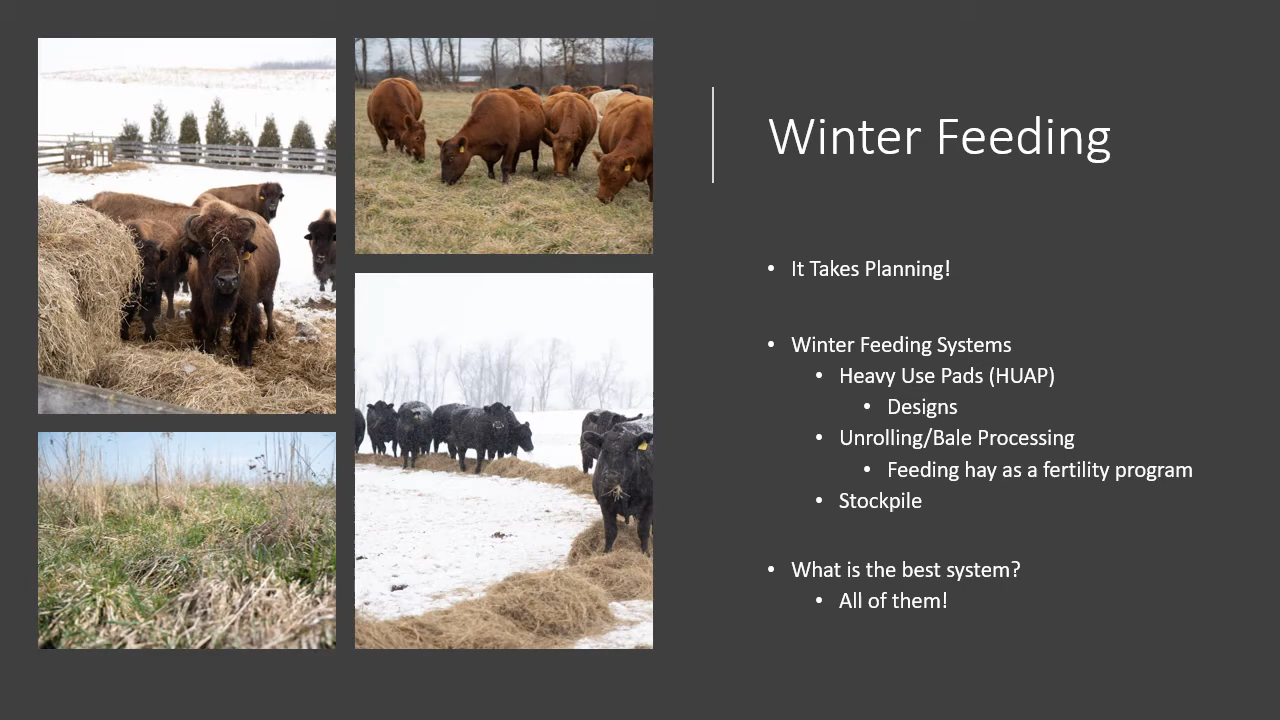 Winter Feeding
• It Takes Planning!
• Winter Feeding Systems
• Heavy Use Pads (HUAP)
• Designs
• Unrolling/Bale Processing
• Feeding hay as a fertility program
• Stockpile
• What is the best system?
• All of them!